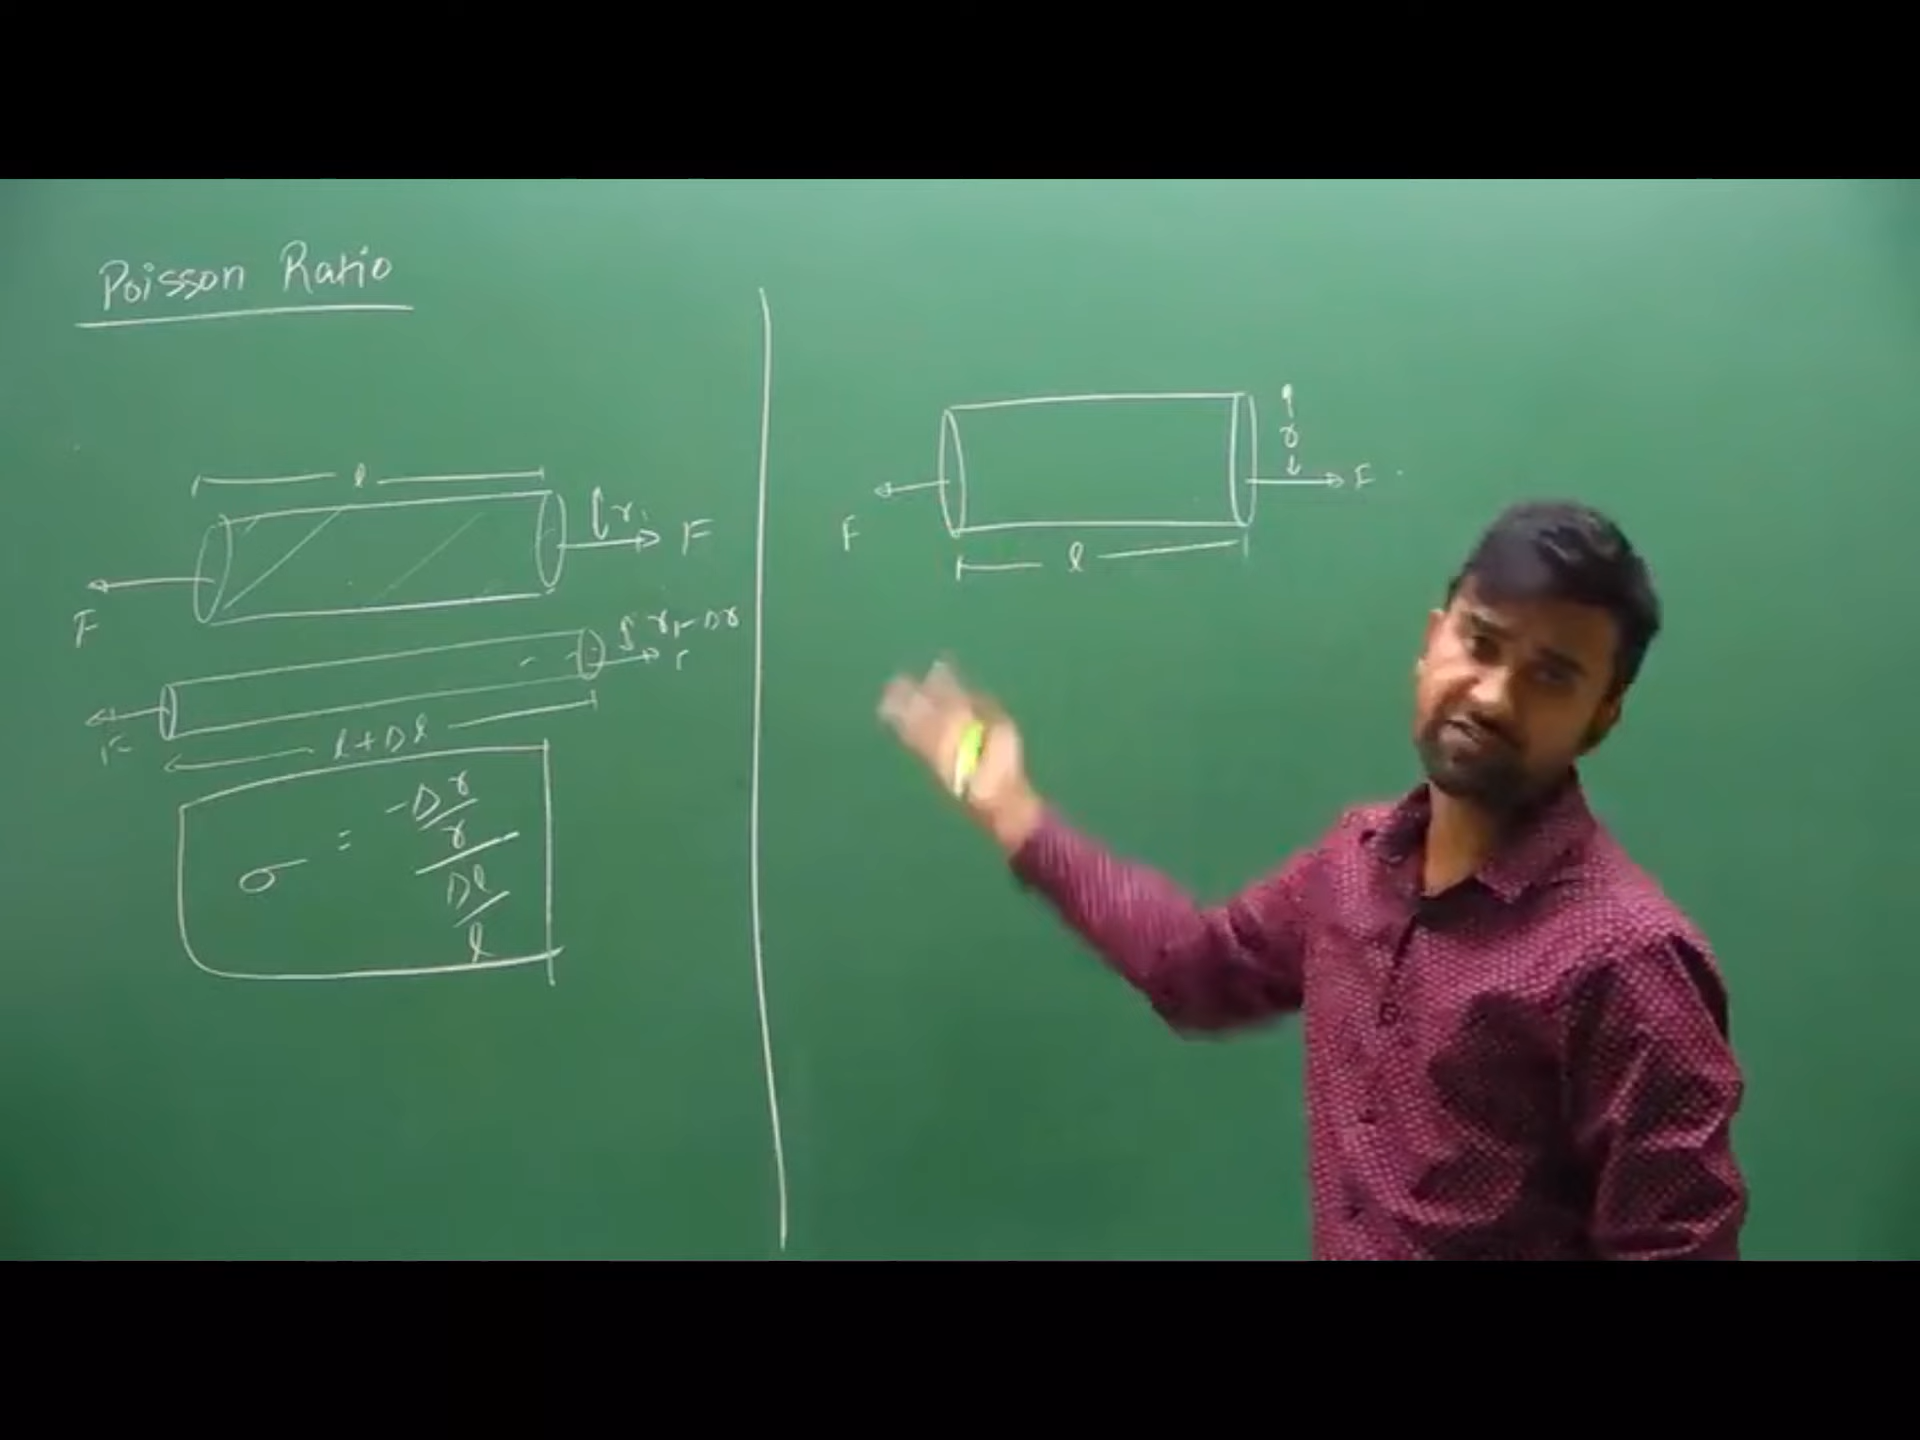 Poisson Ratio
l
r
F
F
r - Δr
F
F
l + Δl
σ = -Δr/r / Δl/l
r
F
F
l